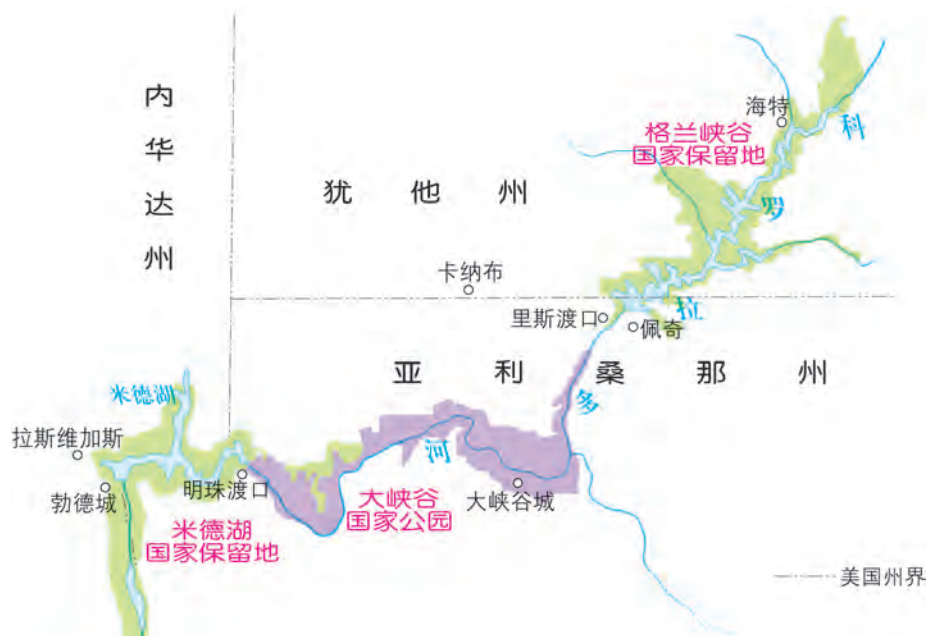 内华达州
犹他州
海特
格兰峡谷
国家保留地
科罗拉多河
卡纳布
里斯渡口
佩奇
亚利桑那州
米德湖
拉斯维加斯
勃德城
明珠渡口
米德湖
国家保留地
大峡谷
国家公园
大峡谷城
美国州界